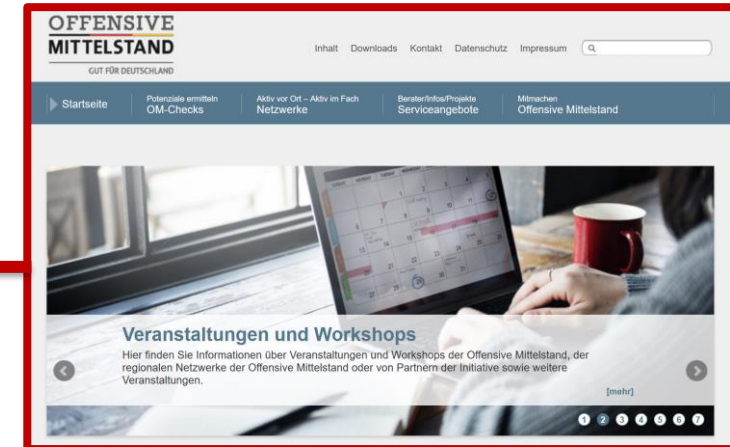 OFFENSIVE
MITTELSTAND
GUT FÜR DEUTSCHLAND
Inhalt Downloads Kontakt Datenschutz Impressum
Startseite
Potenziale ermitteln
OM-Checks
Aktiv vor Ort – Aktiv im Fach
Netzwerke
Berater/Infos/Projekte
Serviceangebote
Mitmachen
Offensive Mittelstand
Veranstaltungen und Workshops
Hier finden Sie Informationen über Veranstaltungen und Workshops der Offensive Mittelstand, der
regionalen Netzwerke der Offensive Mittelstand oder von Partnern der Initiative sowie weitere
Veranstaltungen.
[mehr]
1 2 3 4 5 6 7